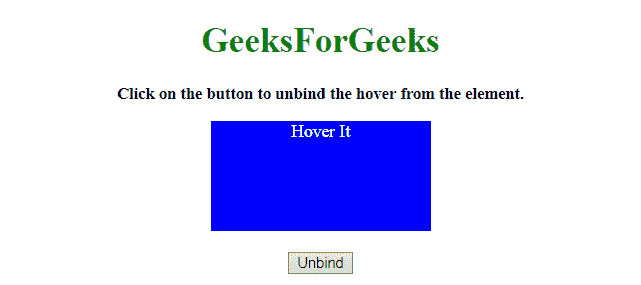 GeeksForGeeks
Click on the button to unbind the hover from the element.
Hover It
Unbind